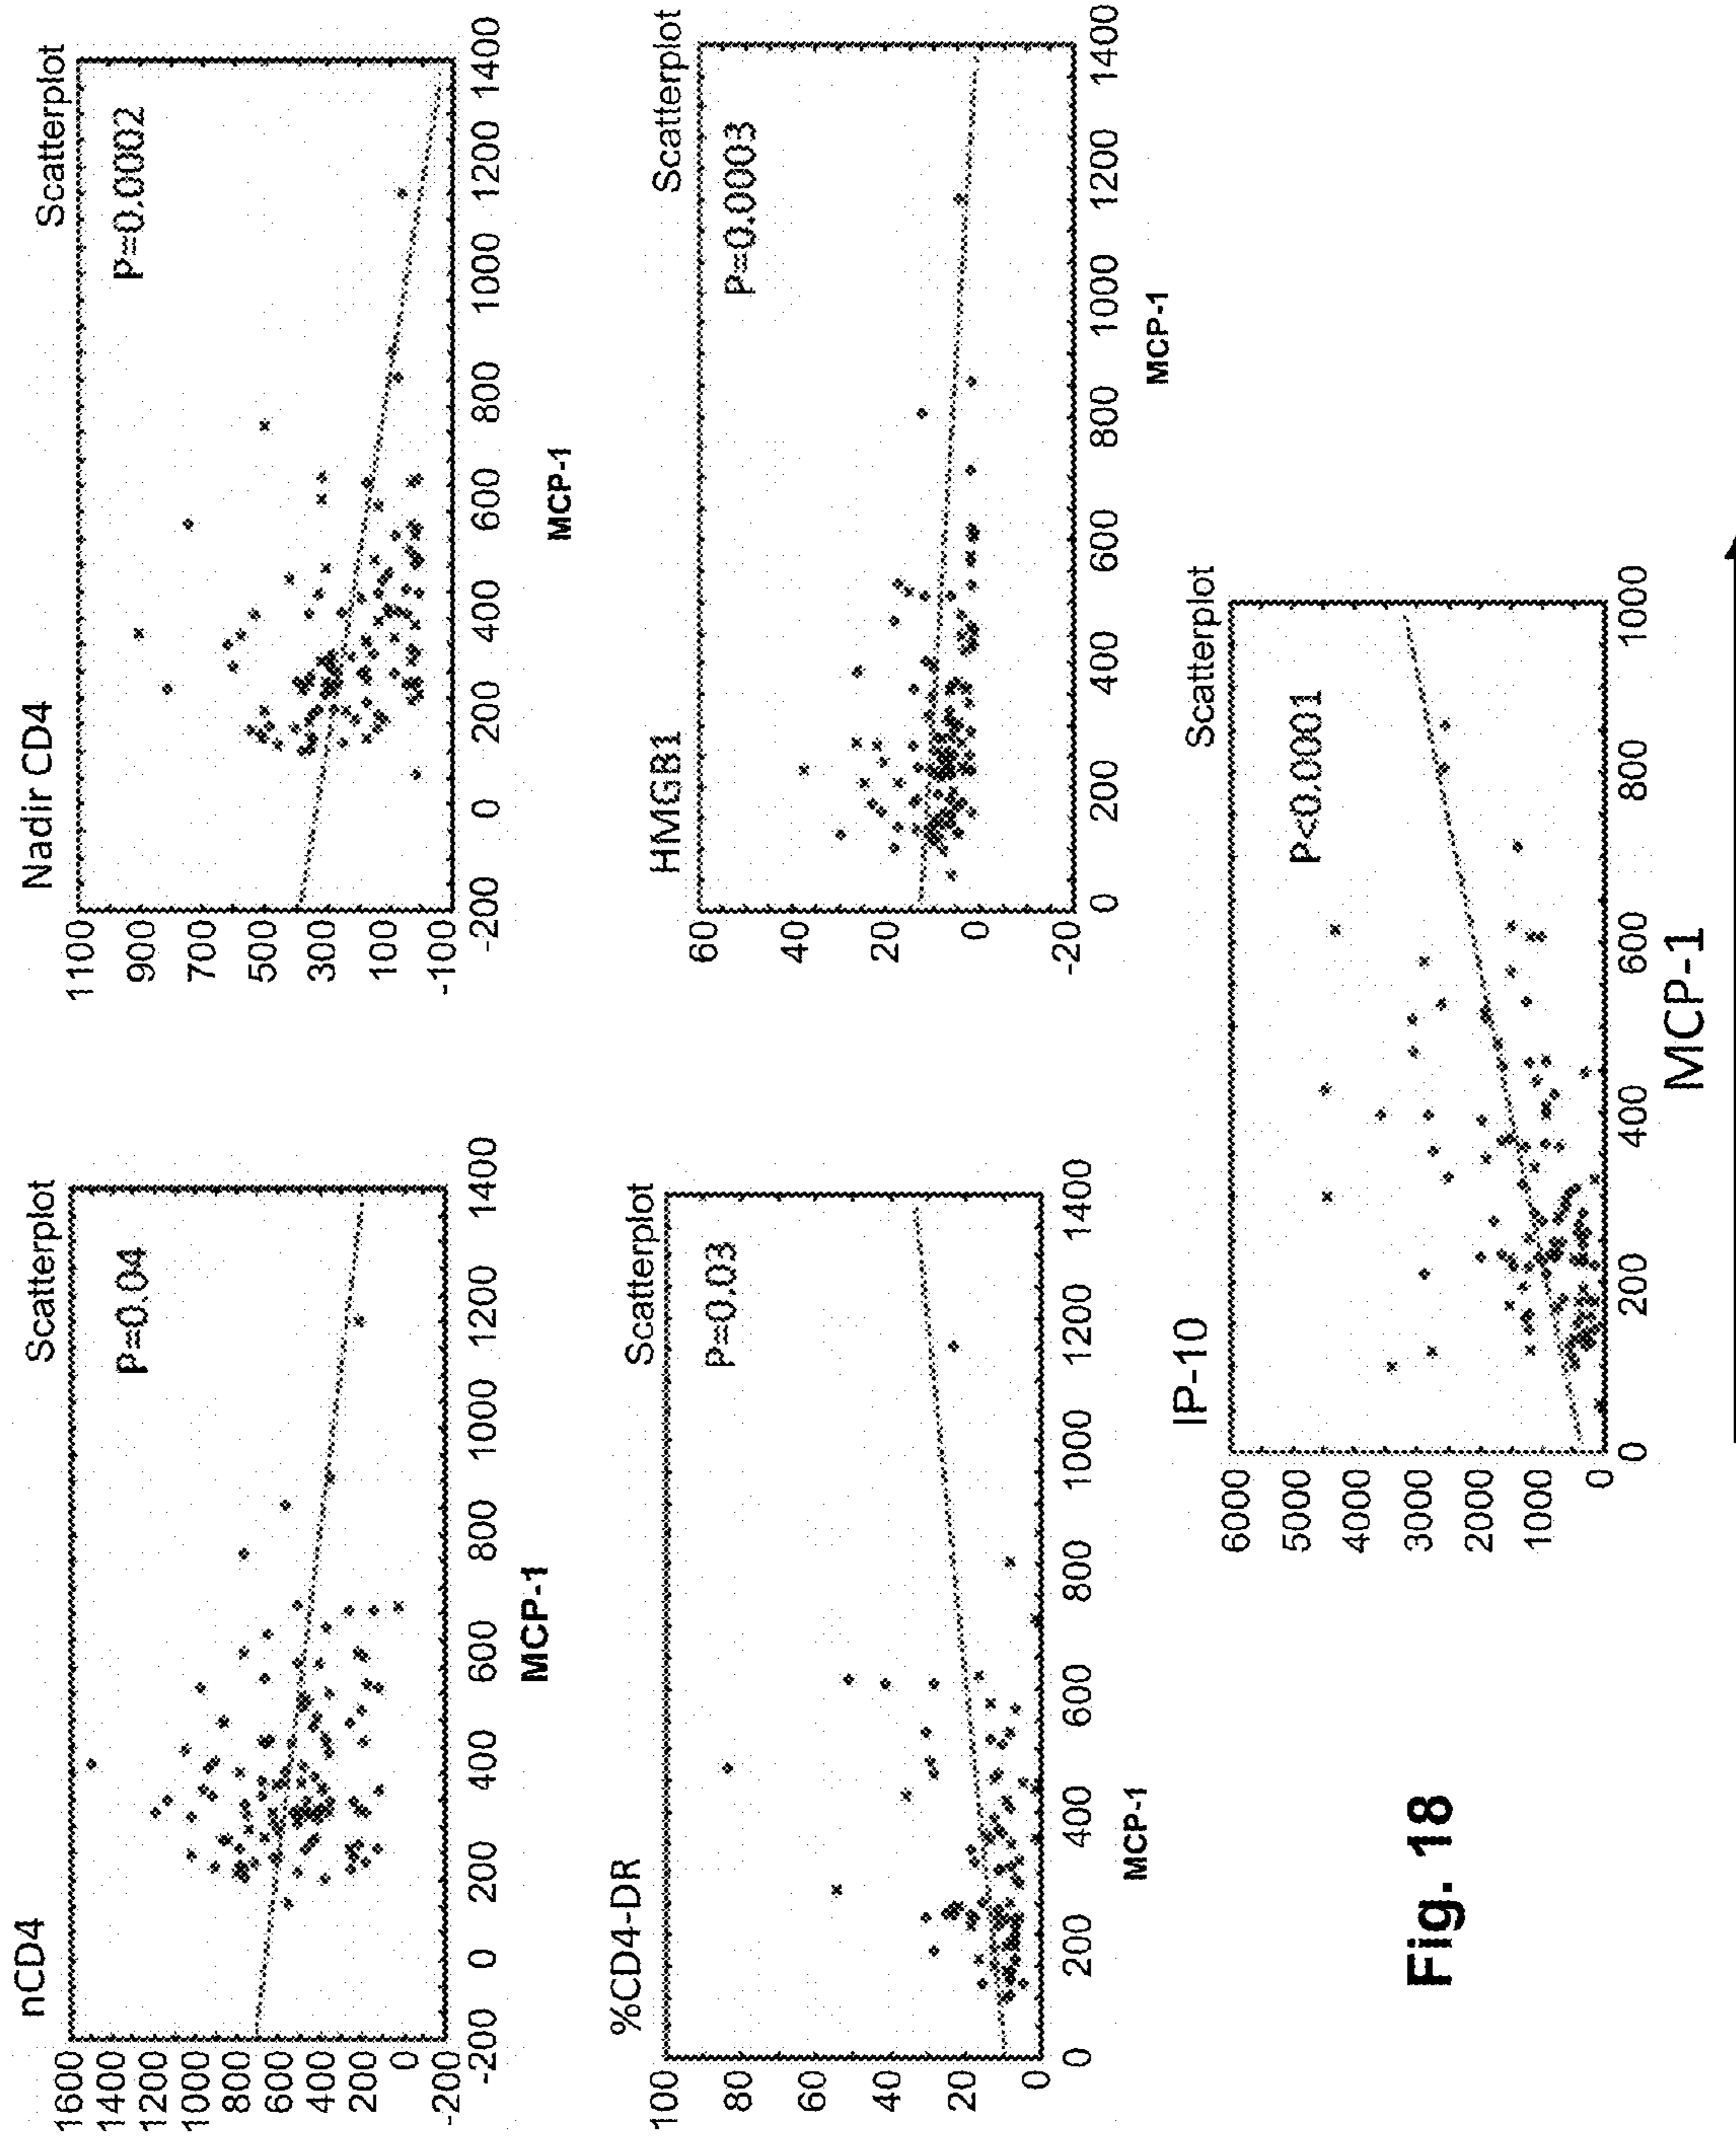 nCD4 Scatterplot
P=0.04
1600
1400
1200
1000
800
600
400
200
0
-200
-200 0 200 400 600 800 1000 1200 1400
MCP-1
Nadir CD4 Scatterplot
P=0.0002
1100
900
700
500
300
100
-100
-200 0 200 400 600 800 1000 1200 1400
MCP-1
%CD4-DR Scatterplot
P=0.03
100
80
60
40
20
0
0 200 400 600 800 1000 1200 1400
MCP-1
HMGB1 Scatterplot
P=0.0003
60
40
20
0
-20
0 200 400 600 800 1000 1200 1400
MCP-1
IP-10 Scatterplot
P<0.0001
6000
5000
4000
3000
2000
1000
0
0 200 400 600 800 1000
MCP-1
Fig. 18